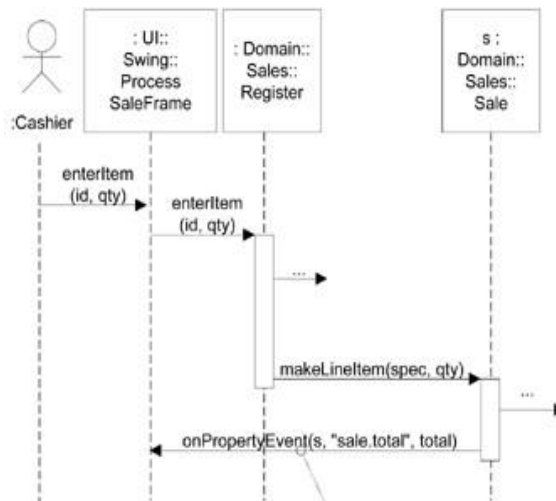 : UI::
Swing::
Process
SaleFrame
: Domain::
Sales::
Register
s :
Domain::
Sales::
Sale
:Cashier
enterItem
(id, qty)
enterItem
(id, qty)
...
makeLineItem(spec, qty)
...
onPropertyEvent(s, "sale.total", total)